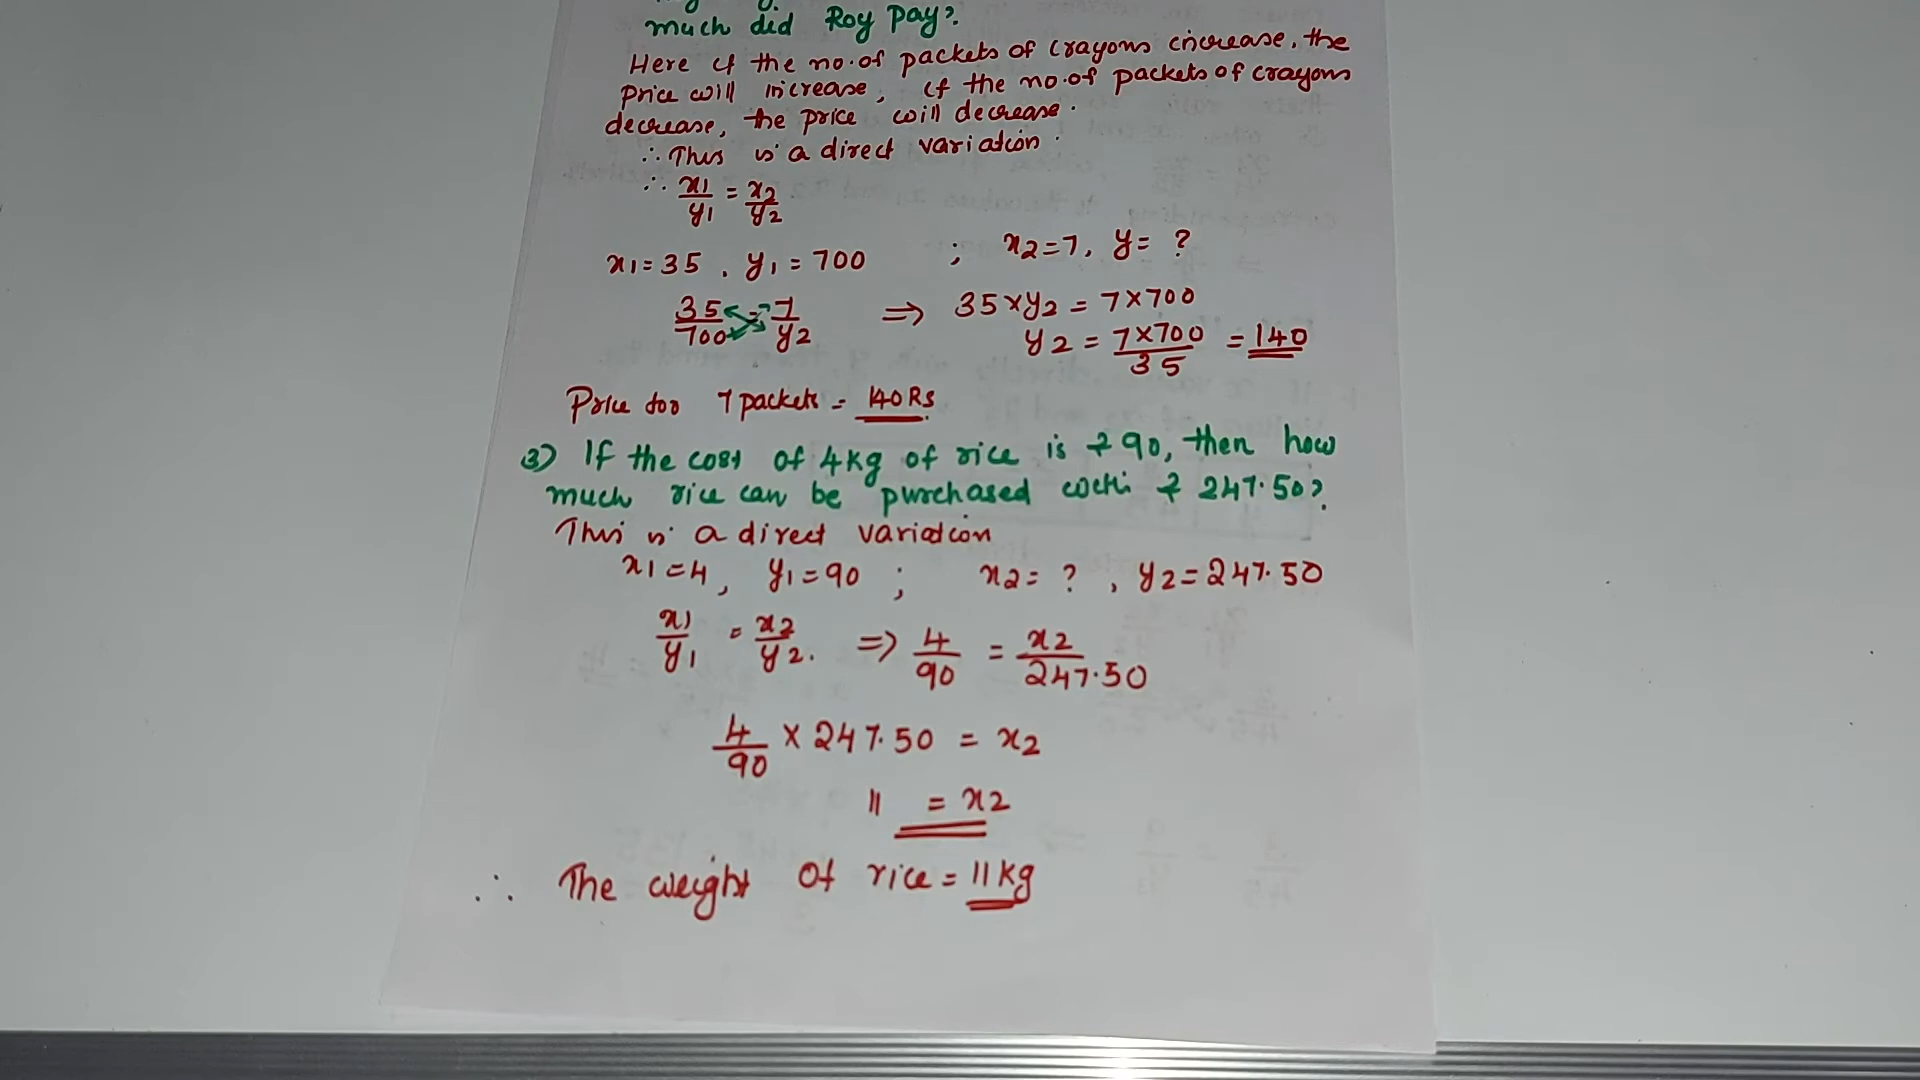 much did Roy pay?
Here if the no. of packets of crayons increase, the
price will increase, if the no. of packets of crayons
decrease, the price will decrease.
∴ This is a direct variation.
∴ x1/y1 = x2/y2
x1 = 35, y1 = 700 ; x2 = 7, y = ?
35/700 = 7/y2 ⇒ 35 × y2 = 7 × 700
y2 = 7×700/35 = 140
Price for 7 packets = 140 Rs.
3) If the cost of 4kg of rice is ₹ 90, then how
much rice can be purchased with ₹ 247.50?
This is a direct variation
x1 = 4, y1 = 90 ; x2 = ?, y2 = 247.50
x1/y1 = x2/y2. ⇒ 4/90 = x2/247.50
4/90 × 247.50 = x2
11 = x2
∴ The weight of rice = 11kg